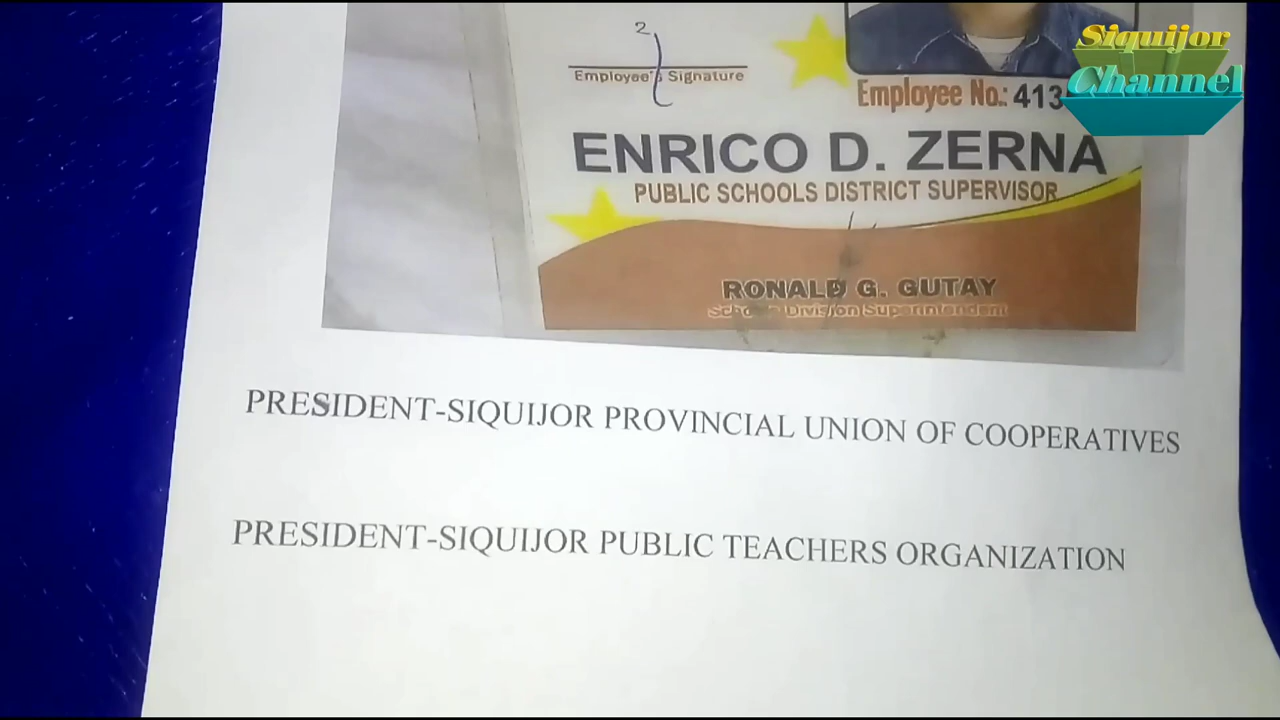 Siquijor
Channel
Employee's Signature
Employee No.: 413
ENRICO D. ZERNA
PUBLIC SCHOOLS DISTRICT SUPERVISOR
RONALD G. GUTAY
Schools Division Superintendent
PRESIDENT-SIQUIJOR PROVINCIAL UNION OF COOPERATIVES
PRESIDENT-SIQUIJOR PUBLIC TEACHERS ORGANIZATION